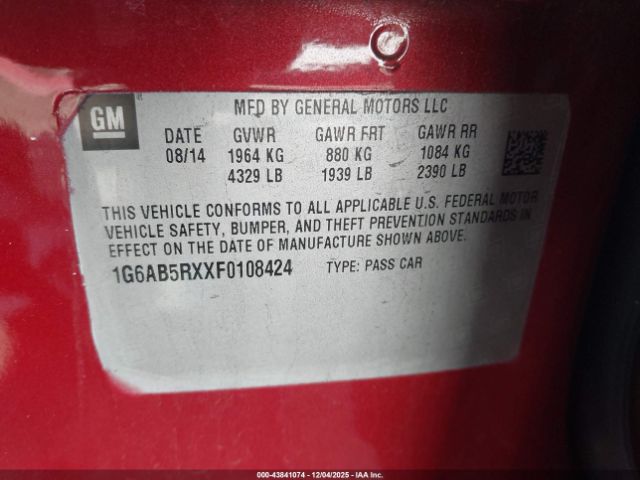 GM
MFD BY GENERAL MOTORS LLC
DATE GVWR GAWR FRT GAWR RR
08/14 1964 KG 880 KG 1084 KG
4329 LB 1939 LB 2390 LB
THIS VEHICLE CONFORMS TO ALL APPLICABLE U.S. FEDERAL MOTOR
VEHICLE SAFETY, BUMPER, AND THEFT PREVENTION STANDARDS IN
EFFECT ON THE DATE OF MANUFACTURE SHOWN ABOVE.
1G6AB5RXXF0108424 TYPE: PASS CAR
000-43841074 - 12/04/2025 - IAA Inc.